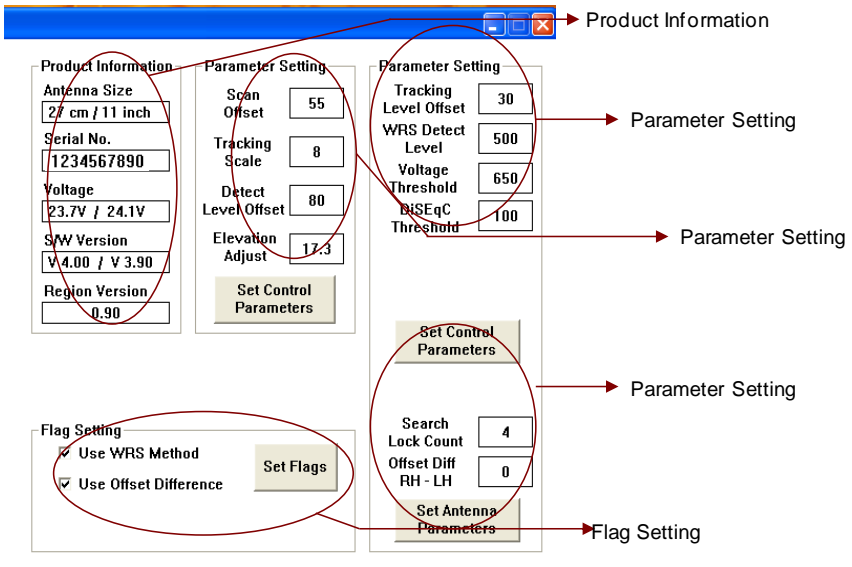 Product Information
Product Information
Antenna Size
27 cm / 11 inch
Serial No.
1234567890
Voltage
23.7V / 24.1V
S/W Version
V 4.00 / V 3.90
Region Version
0.90
Parameter Setting
Scan
Offset
55
Tracking
Scale
8
Detect
Level Offset
80
Elevation
Adjust
17.3
Set Control
Parameters
Parameter Setting
Tracking
Level Offset
30
WRS Detect
Level
500
Voltage
Threshold
650
DiSEqC
Threshold
100
Set Control
Parameters
Search
Lock Count
4
Offset Diff
RH - LH
0
Set Antenna
Parameters
Flag Setting
Use WRS Method
Use Offset Difference
Set Flags
Parameter Setting
Parameter Setting
Parameter Setting
Flag Setting